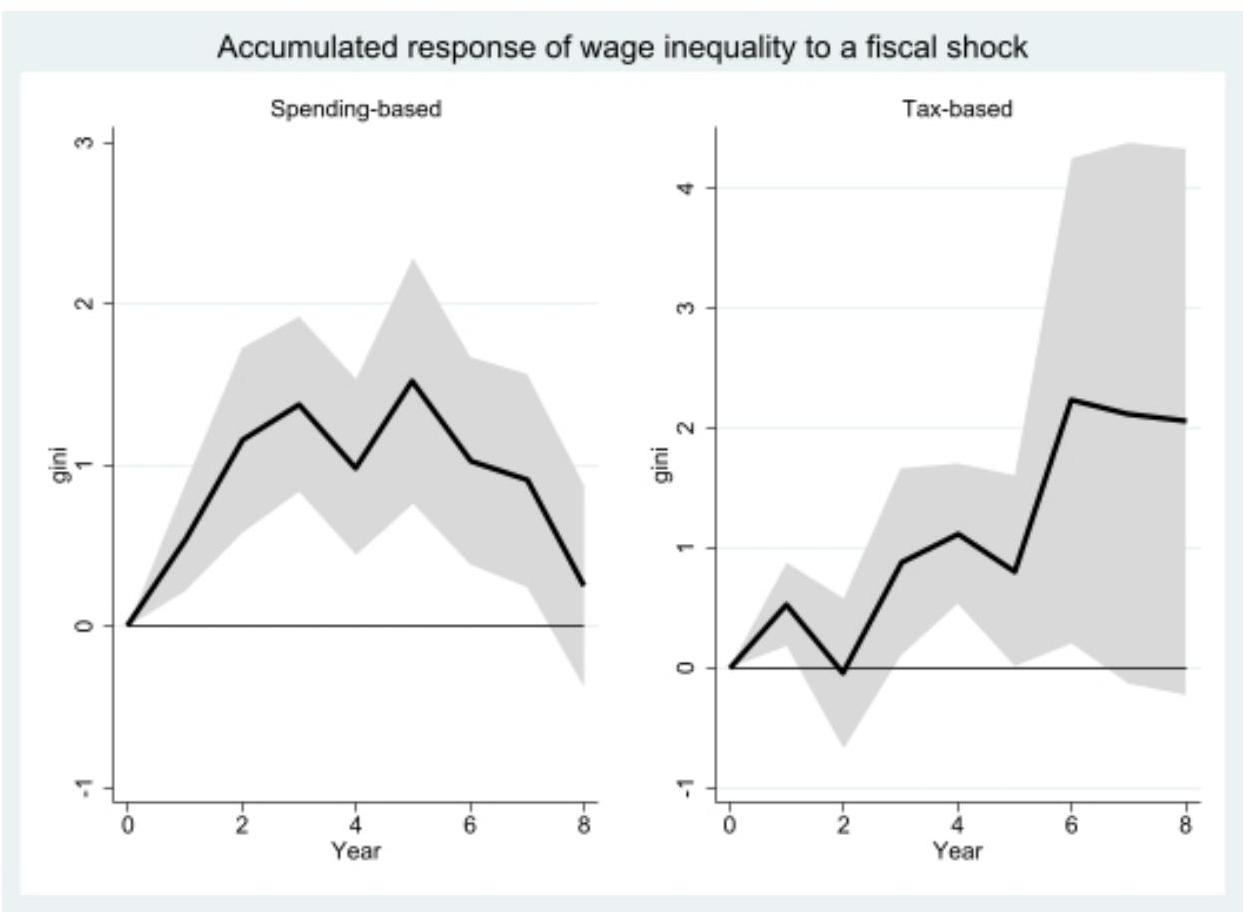 Accumulated response of wage inequality to a fiscal shock
Spending-based
3
2
1
0
-1
gini
0 2 4 6 8
Year
Tax-based
4
3
2
1
0
-1
gini
0 2 4 6 8
Year